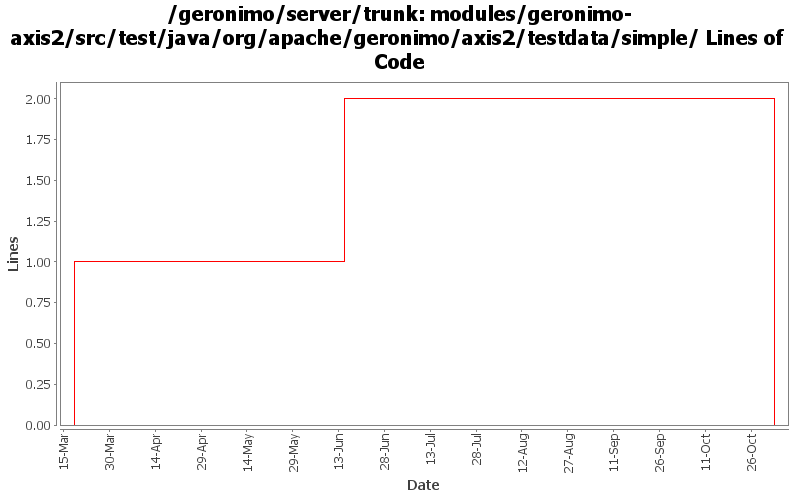 /geronimo/server/trunk: modules/geronimo-
axis2/src/test/java/org/apache/geronimo/axis2/testdata/simple/ Lines of
Code
Lines
2.00
1.75
1.50
1.25
1.00
0.75
0.50
0.25
0.00
15-Mar
30-Mar
14-Apr
29-Apr
14-May
29-May
13-Jun
28-Jun
13-Jul
28-Jul
12-Aug
27-Aug
11-Sep
26-Sep
11-Oct
26-Oct
Date